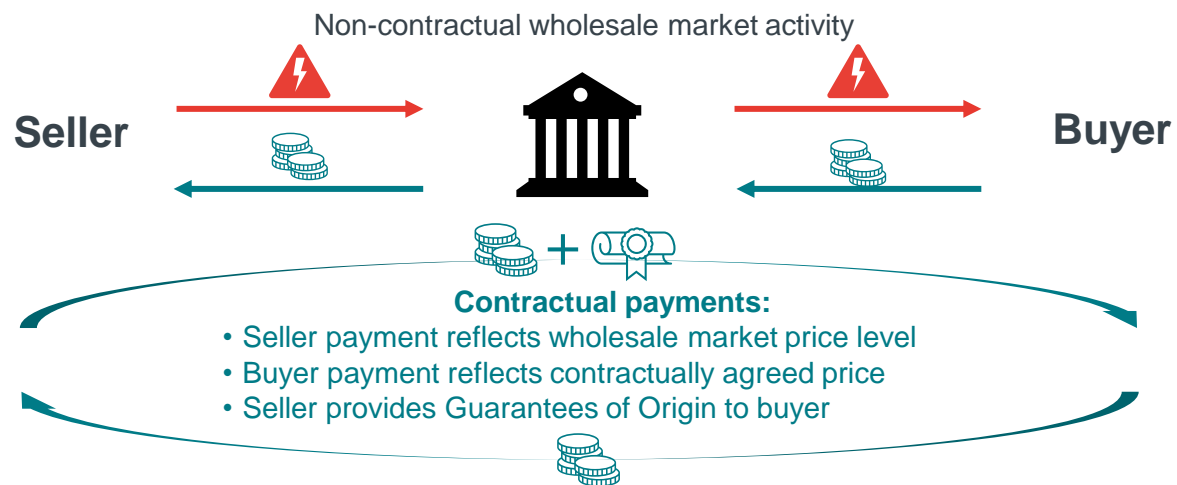 Non-contractual wholesale market activity
Seller
Buyer
Contractual payments:
• Seller payment reflects wholesale market price level
• Buyer payment reflects contractually agreed price
• Seller provides Guarantees of Origin to buyer